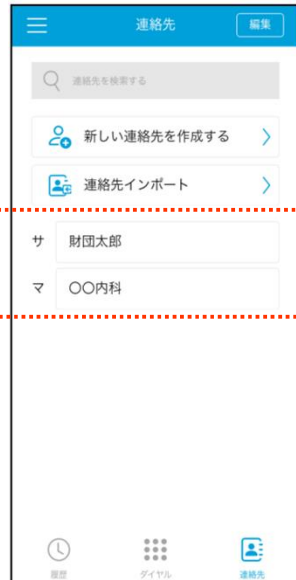 連絡先 編集
連絡先を検索する
新しい連絡先を作成する
連絡先インポート
サ 財団太郎
マ 〇〇内科
履歴 ダイヤル 連絡先